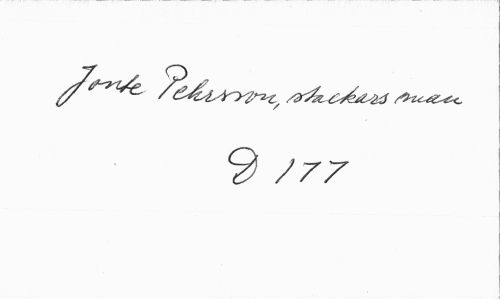 Jonte Pehrsson, stackars man
D 177